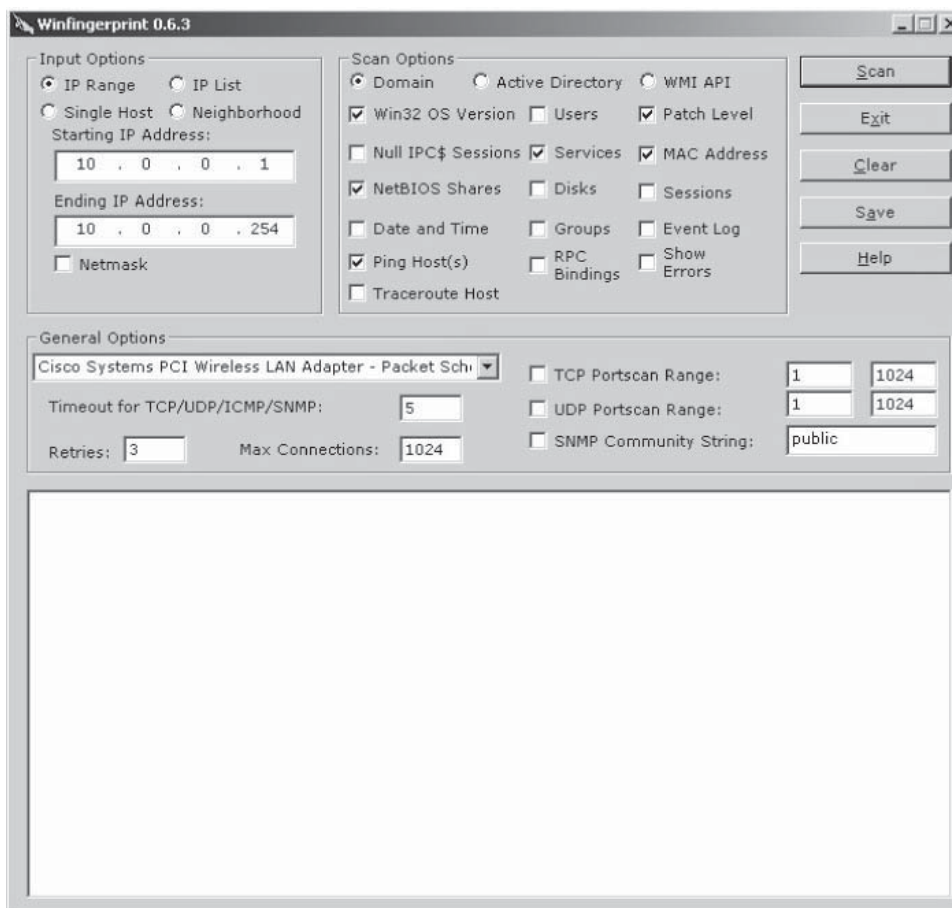 Winfingerprint 0.6.3
Input Options
IP Range
IP List
Single Host
Neighborhood
Starting IP Address:
10 . 0 . 0 . 1
Ending IP Address:
10 . 0 . 0 . 254
Netmask
Scan Options
Domain
Active Directory
WMI API
Win32 OS Version
Users
Patch Level
Null IPC$ Sessions
Services
MAC Address
NetBIOS Shares
Disks
Sessions
Date and Time
Groups
Event Log
Ping Host(s)
RPC
Bindings
Show
Errors
Traceroute Host
Scan
Exit
Clear
Save
Help
General Options
Cisco Systems PCI Wireless LAN Adapter - Packet Sch
Timeout for TCP/UDP/ICMP/SNMP: 5
Retries: 3
Max Connections: 1024
TCP Portscan Range: 1 1024
UDP Portscan Range: 1 1024
SNMP Community String: public